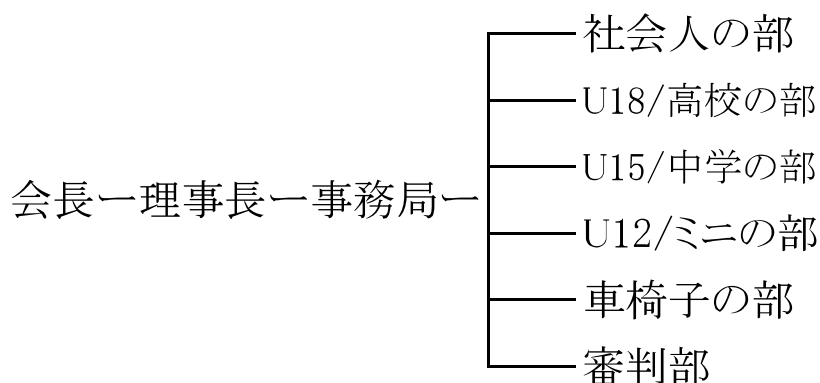 社会人の部
U18/高校の部
U15/中学の部
会長ー理事長ー事務局ー
U12/ミニの部
車椅子の部
審判部